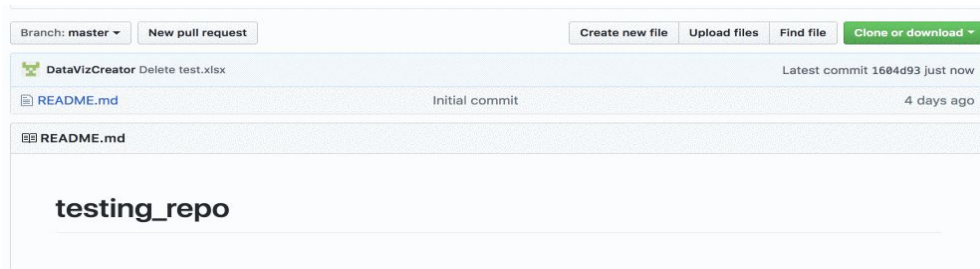 Branch: master New pull request Create new file Upload files Find file Clone or download
DataVizCreator Delete test.xlsx Latest commit 1604d93 just now
README.md Initial commit 4 days ago
README.md
testing_repo